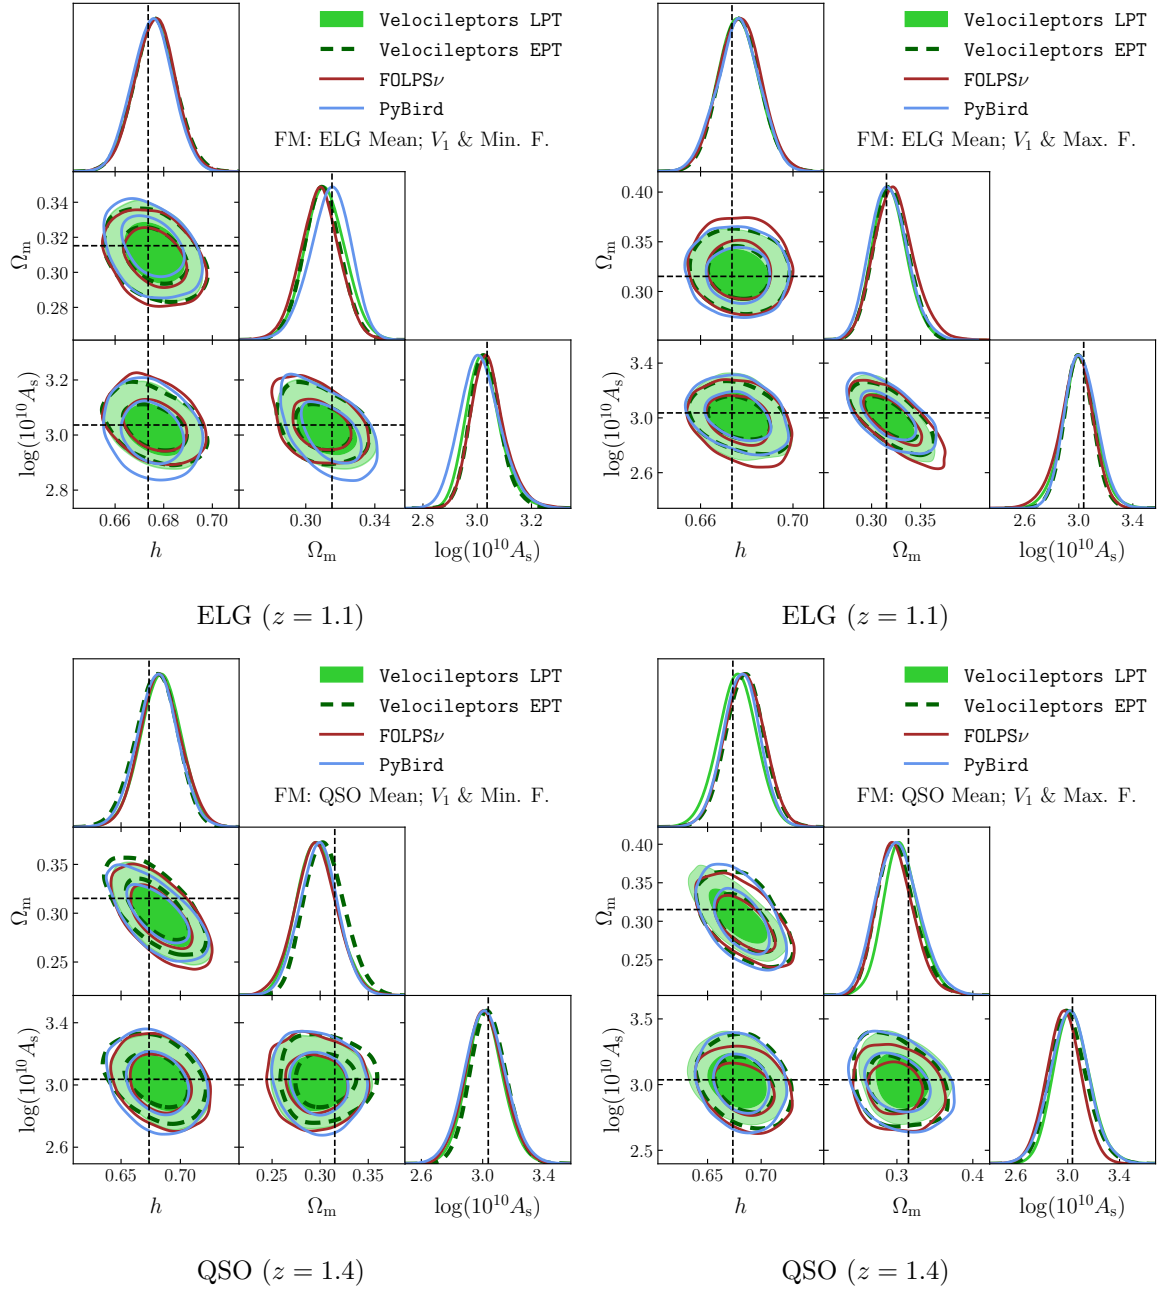 Velocileptors LPT
Velocileptors EPT
FOLPSν
PyBird
FM: ELG Mean; V₁ & Min. F.
0.34
0.32
0.30
0.28
Ωₘ
3.2
3.0
2.8
log(10¹⁰Aₛ)
0.66 0.68 0.70
h
0.30 0.34
Ωₘ
2.8 3.0 3.2
log(10¹⁰Aₛ)
ELG (z = 1.1)
Velocileptors LPT
Velocileptors EPT
FOLPSν
PyBird
FM: ELG Mean; V₁ & Max. F.
0.40
0.35
0.30
Ωₘ
3.4
3.0
2.6
log(10¹⁰Aₛ)
0.66 0.70
h
0.30 0.35
Ωₘ
2.6 3.0 3.4
log(10¹⁰Aₛ)
ELG (z = 1.1)
Velocileptors LPT
Velocileptors EPT
FOLPSν
PyBird
FM: QSO Mean; V₁ & Min. F.
0.35
0.30
0.25
Ωₘ
3.4
3.0
2.6
log(10¹⁰Aₛ)
0.65 0.70
h
0.25 0.30 0.35
Ωₘ
2.6 3.0 3.4
log(10¹⁰Aₛ)
QSO (z = 1.4)
Velocileptors LPT
Velocileptors EPT
FOLPSν
PyBird
FM: QSO Mean; V₁ & Max. F.
0.40
0.35
0.30
0.25
Ωₘ
3.5
3.0
2.5
log(10¹⁰Aₛ)
0.65 0.70
h
0.3 0.4
Ωₘ
2.6 3.0 3.4
log(10¹⁰Aₛ)
QSO (z = 1.4)